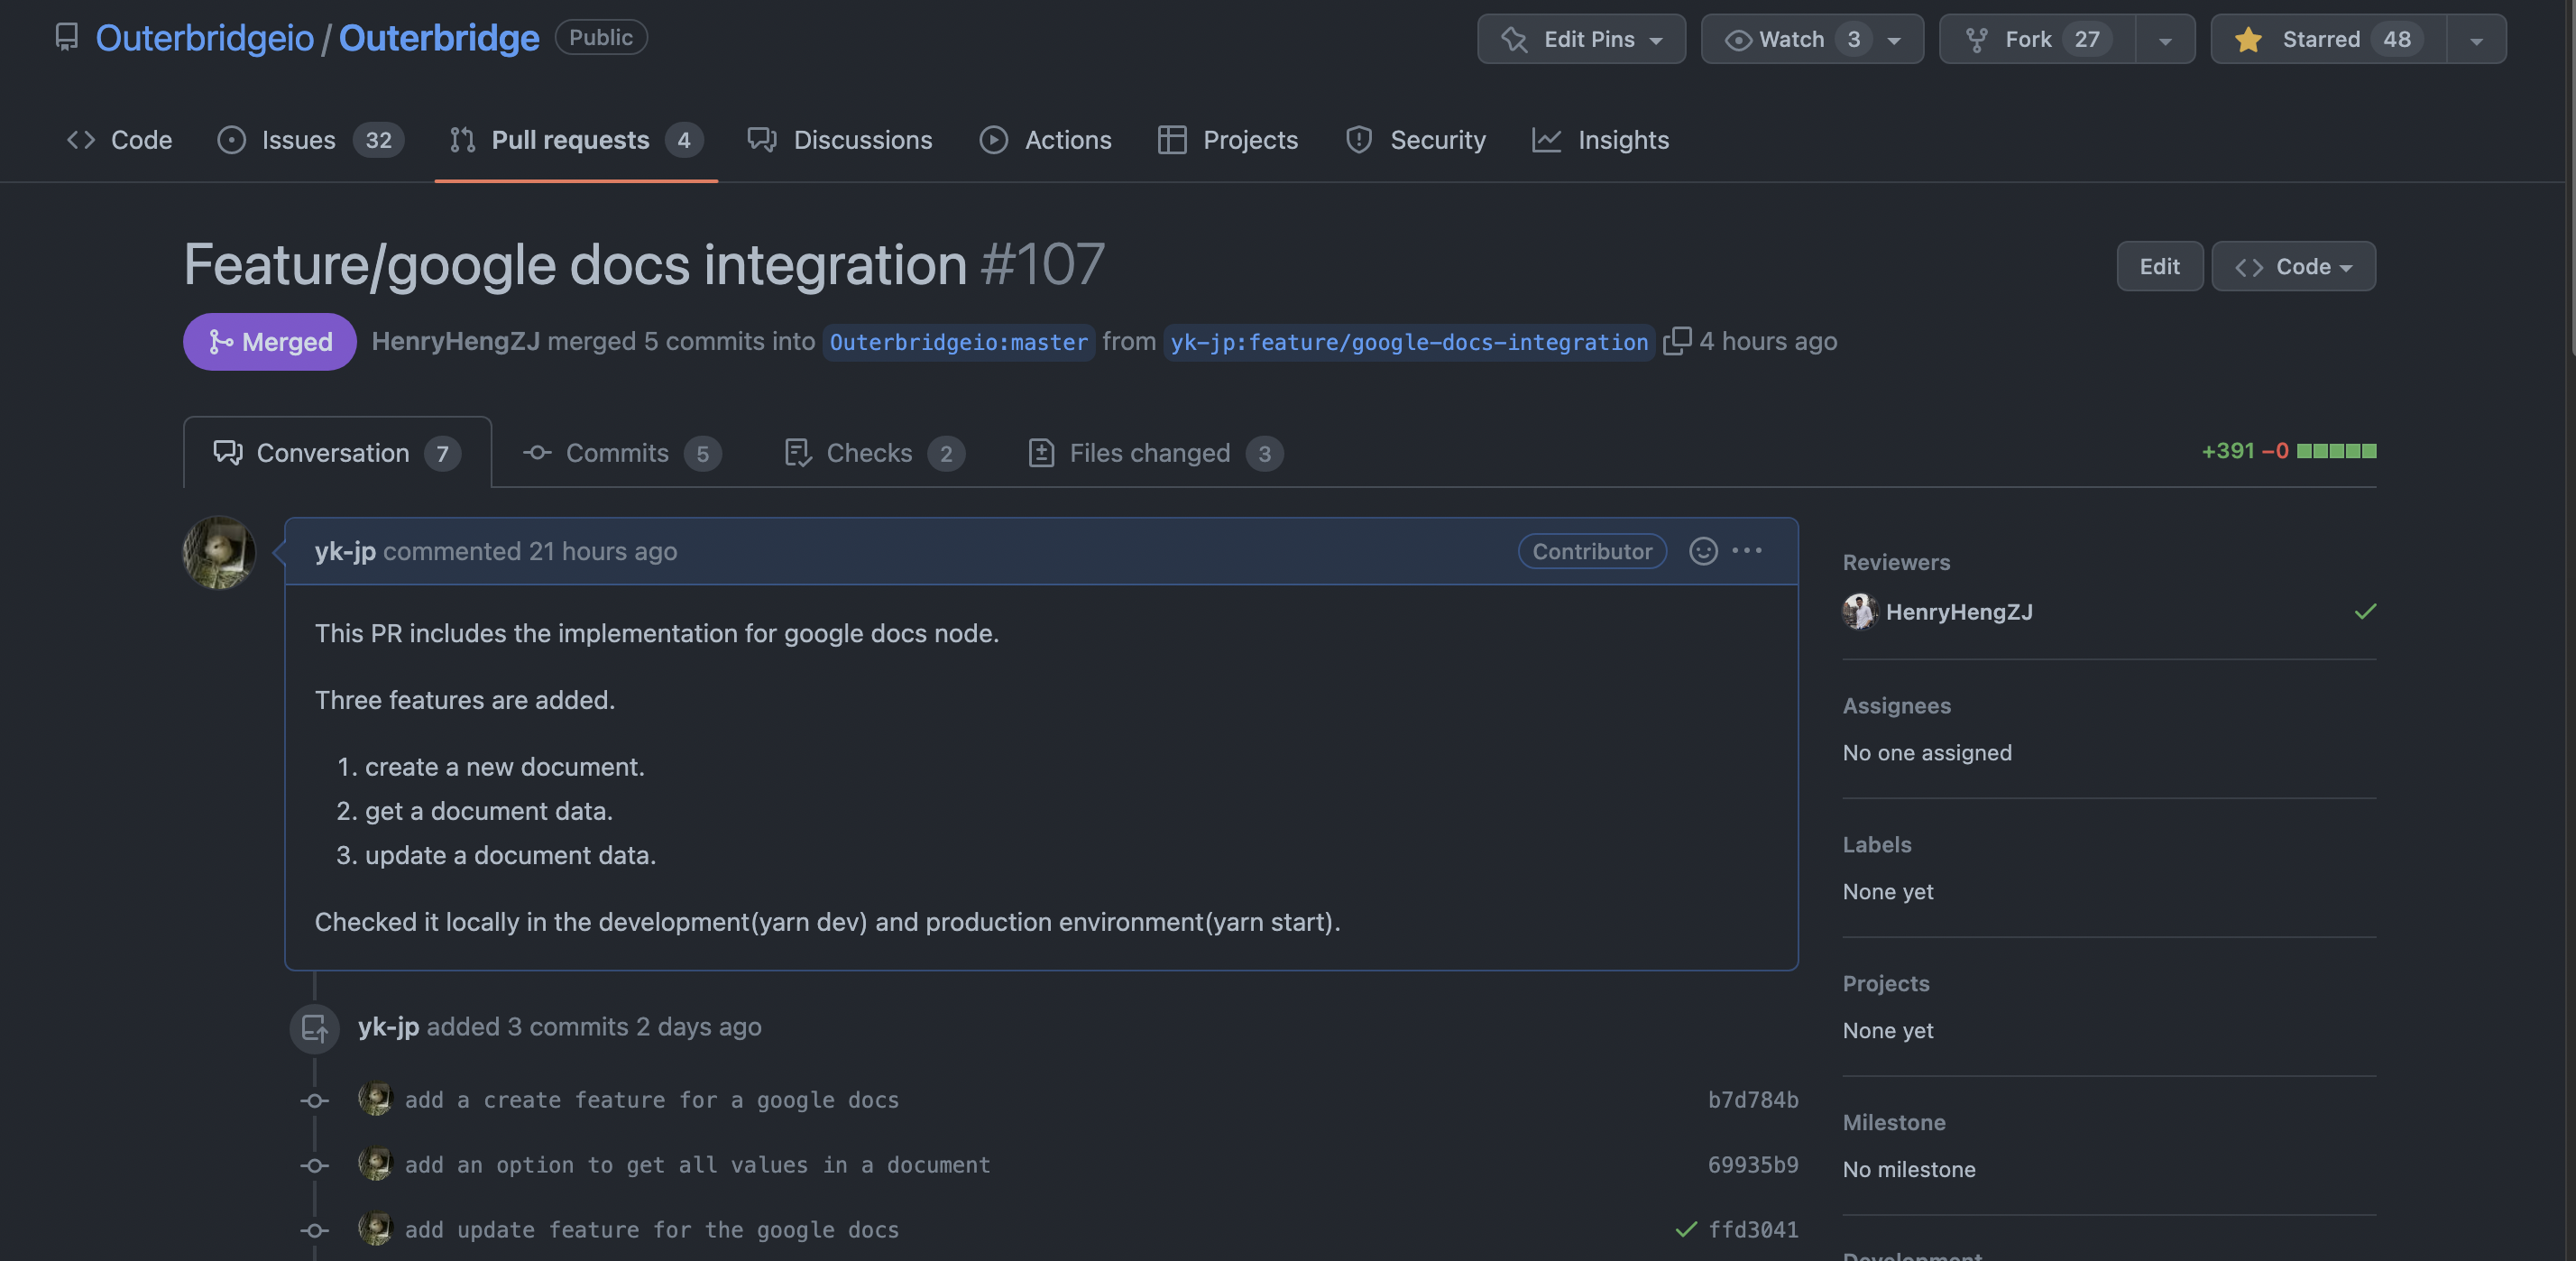 Outerbridgeio / Outerbridge Public
Edit Pins Watch 3 Fork 27 Starred 48
Code Issues 32 Pull requests 4 Discussions Actions Projects Security Insights
Feature/google docs integration #107
Edit Code
Merged HenryHengZJ merged 5 commits into Outerbridgeio:master from yk-jp:feature/google-docs-integration 4 hours ago
Conversation 7 Commits 5 Checks 2 Files changed 3
+391 −0
yk-jp commented 21 hours ago Contributor
This PR includes the implementation for google docs node.
Three features are added.
1. create a new document.
2. get a document data.
3. update a document data.
Checked it locally in the development(yarn dev) and production environment(yarn start).
yk-jp added 3 commits 2 days ago
add a create feature for a google docs b7d784b
add an option to get all values in a document 69935b9
add update feature for the google docs ffd3041
Reviewers
HenryHengZJ
Assignees
No one assigned
Labels
None yet
Projects
None yet
Milestone
No milestone
Development